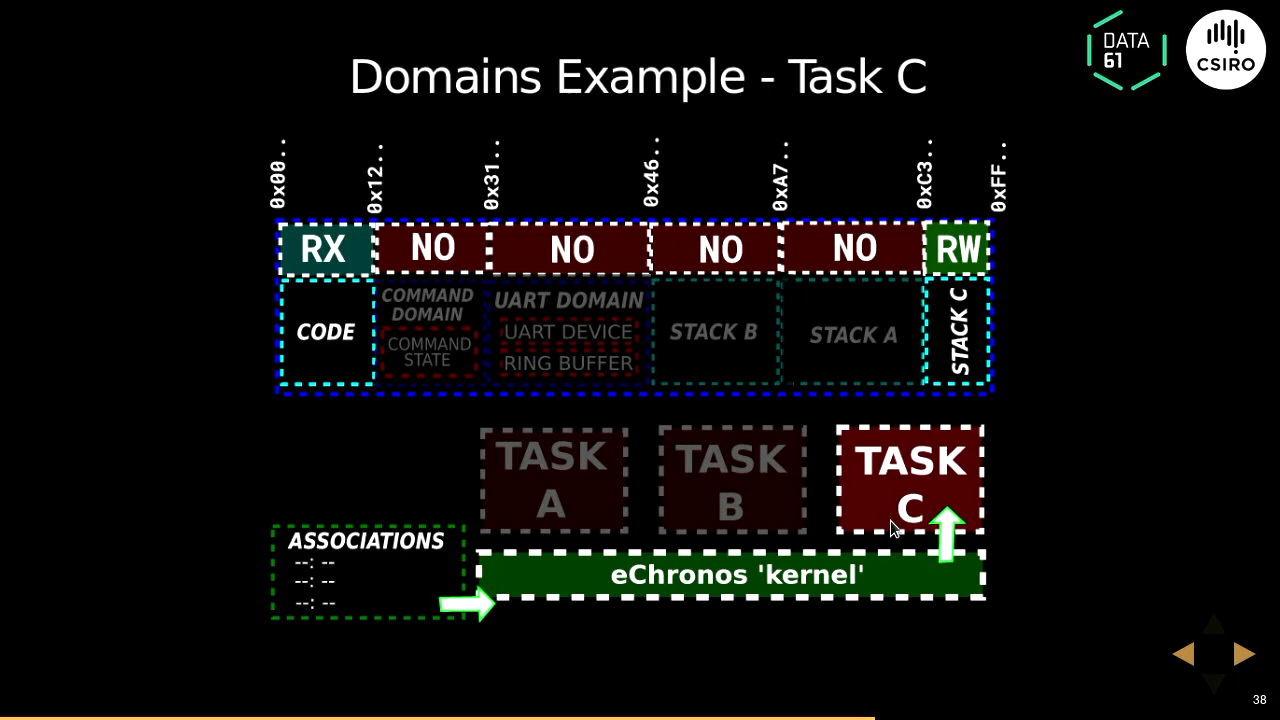 DATA
61
CSIRO
Domains Example - Task C
0x00..
0x12..
0x31..
0x46..
0xA7..
0xC3..
0xFF..
RX
NO
NO
NO
NO
RW
CODE
COMMAND
DOMAIN
COMMAND
STATE
UART DOMAIN
UART DEVICE
RING BUFFER
STACK B
STACK A
STACK C
TASK
A
TASK
B
TASK
C
ASSOCIATIONS
--: --
--: --
--: --
eChronos 'kernel'
38